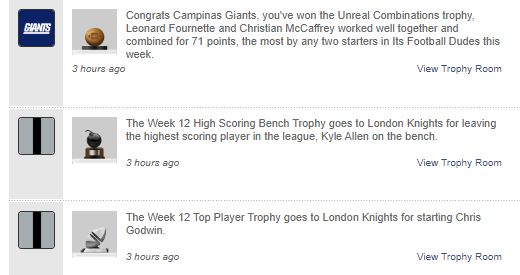 GIANTS
Congrats Campinas Giants, you've won the Unreal Combinations trophy,
Leonard Fournette and Christian McCaffrey worked well together and
combined for 71 points, the most by any two starters in Its Football Dudes this
week.
3 hours ago View Trophy Room
The Week 12 High Scoring Bench Trophy goes to London Knights for leaving
the highest scoring player in the league, Kyle Allen on the bench.
3 hours ago View Trophy Room
The Week 12 Top Player Trophy goes to London Knights for starting Chris
Godwin.
3 hours ago View Trophy Room